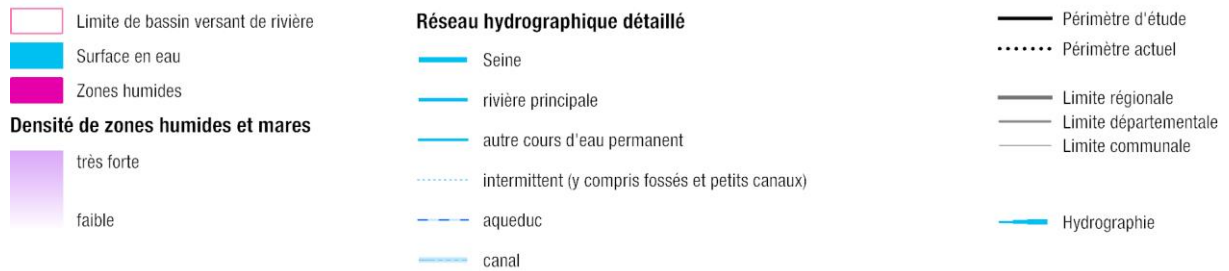 Limite de bassin versant de rivière
Surface en eau
Zones humides
Densité de zones humides et mares
très forte
faible
Réseau hydrographique détaillé
Seine
rivière principale
autre cours d'eau permanent
intermittent (y compris fossés et petits canaux)
aqueduc
canal
Périmètre d'étude
Périmètre actuel
Limite régionale
Limite départementale
Limite communale
Hydrographie